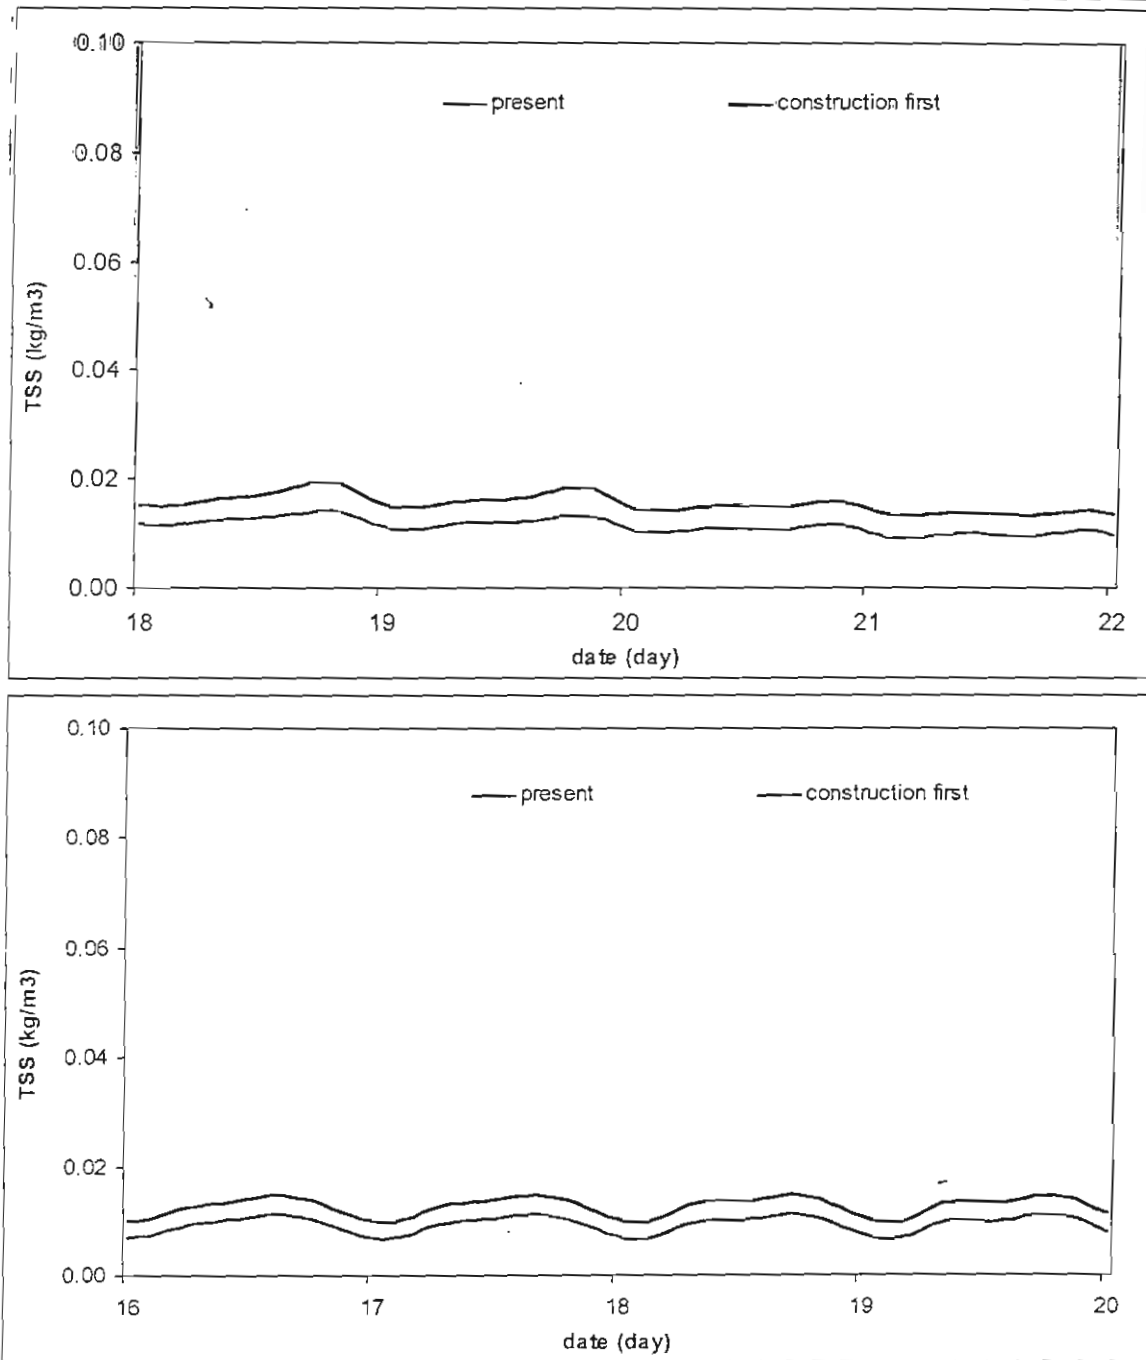 0.10
present
construction first
0.08
0.06
0.04
0.02
0.00
TSS (kg/m3)
18
19
20
21
22
date (day)
0.10
present
construction first
0.08
0.06
0.04
0.02
0.00
TSS (kg/m3)
16
17
18
19
20
date (day)